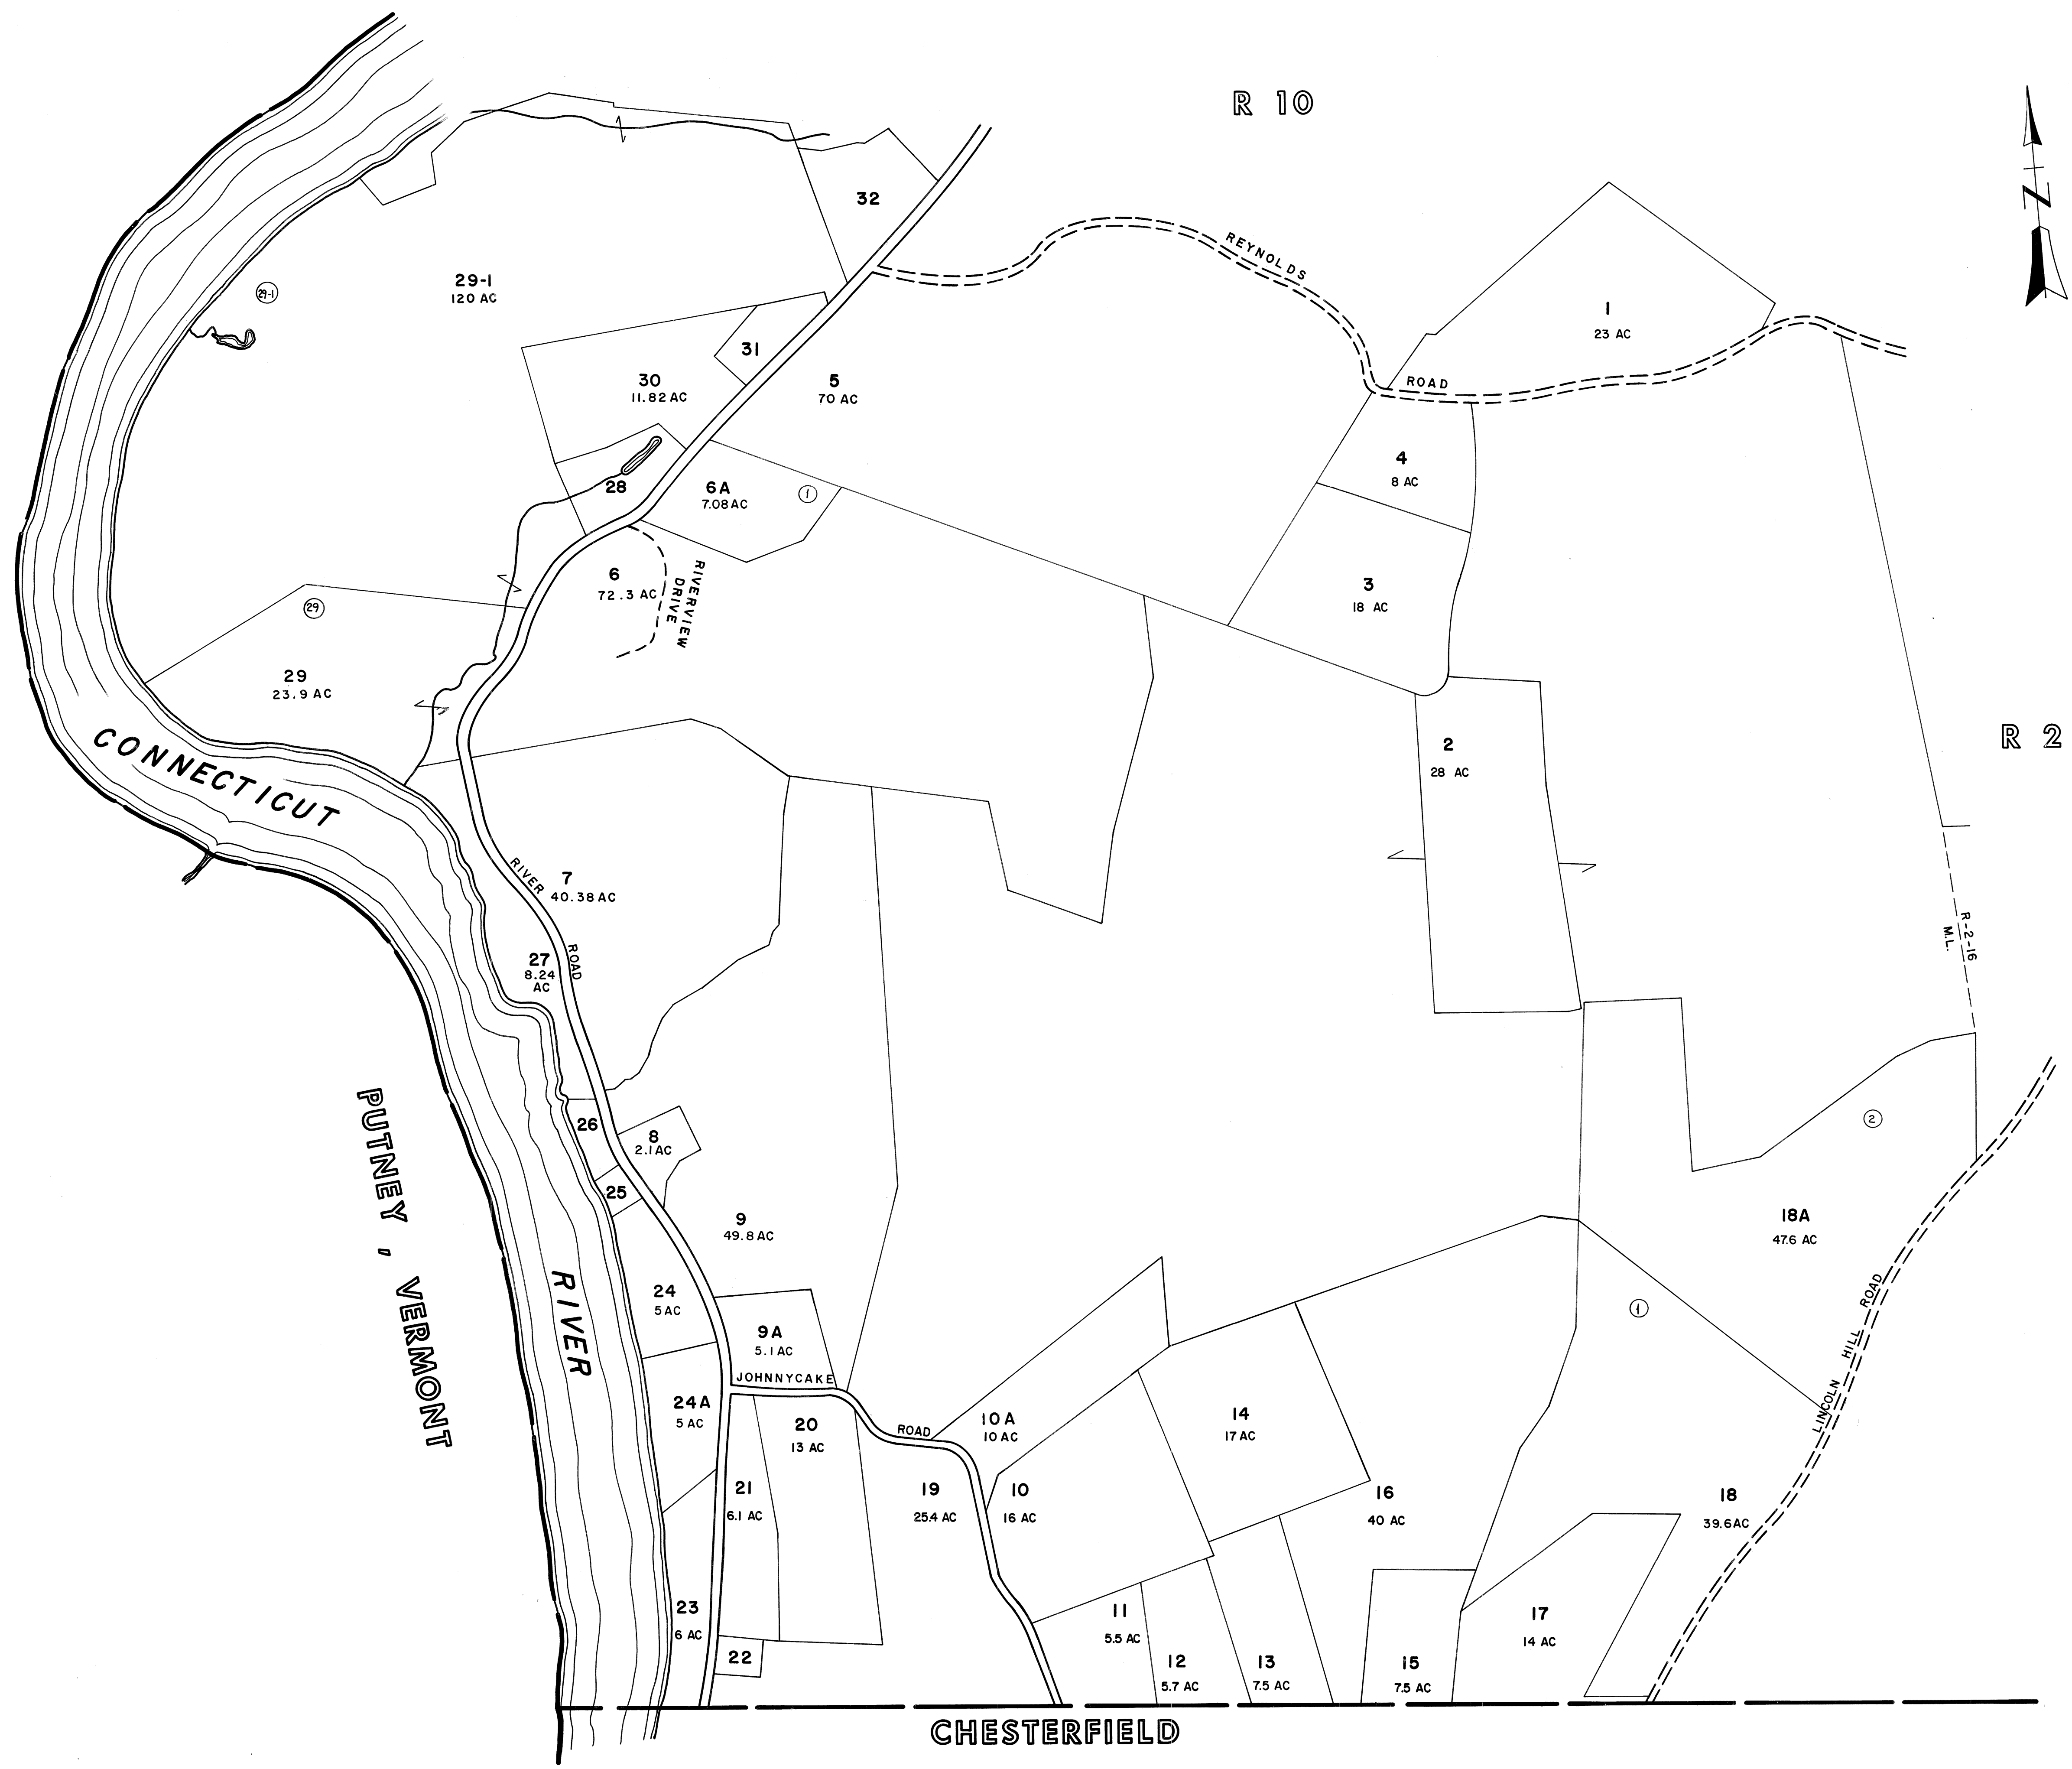 R 10
N
32
REYNOLDS
29-1
120 AC
29-1
1
23 AC
31
30
11.82 AC
5
70 AC
ROAD
4
8 AC
28
6A
7.08 AC
1
6
72.3 AC
RIVERVIEW
DRIVE
3
18 AC
29
29
23.9 AC
CONNECTICUT
2
28 AC
R 2
RIVER
7
40.38 AC
ROAD
27
8.24
AC
R-2-16
M.L.
PUTNEY , VERMONT
26
8
2.1 AC
2
25
9
49.8 AC
18A
47.6 AC
RIVER
24
5 AC
1
LINCOLN HILL ROAD
9A
5.1 AC
JOHNNYCAKE
ROAD
24A
5 AC
20
13 AC
10A
10 AC
14
17 AC
21
6.1 AC
19
25.4 AC
10
16 AC
16
40 AC
18
39.6 AC
23
6 AC
11
5.5 AC
17
14 AC
22
12
5.7 AC
13
7.5 AC
15
7.5 AC
CHESTERFIELD